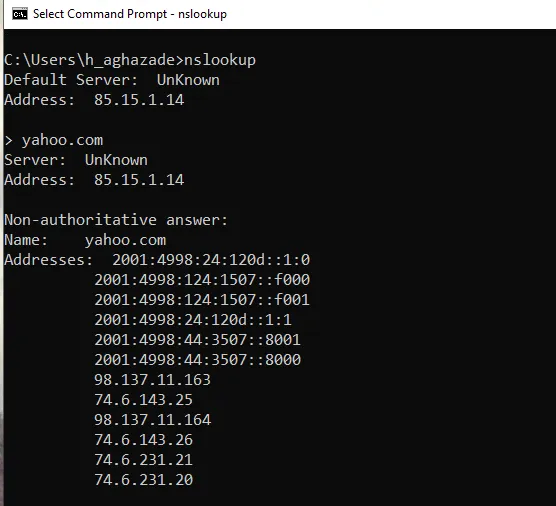 Select Command Prompt - nslookup
C:\Users\h_aghazade>nslookup
Default Server:  UnKnown
Address:  85.15.1.14
> yahoo.com
Server:  UnKnown
Address:  85.15.1.14
Non-authoritative answer:
Name:    yahoo.com
Addresses:  2001:4998:24:120d::1:0
2001:4998:124:1507::f000
2001:4998:124:1507::f001
2001:4998:24:120d::1:1
2001:4998:44:3507::8001
2001:4998:44:3507::8000
98.137.11.163
74.6.143.25
98.137.11.164
74.6.143.26
74.6.231.21
74.6.231.20